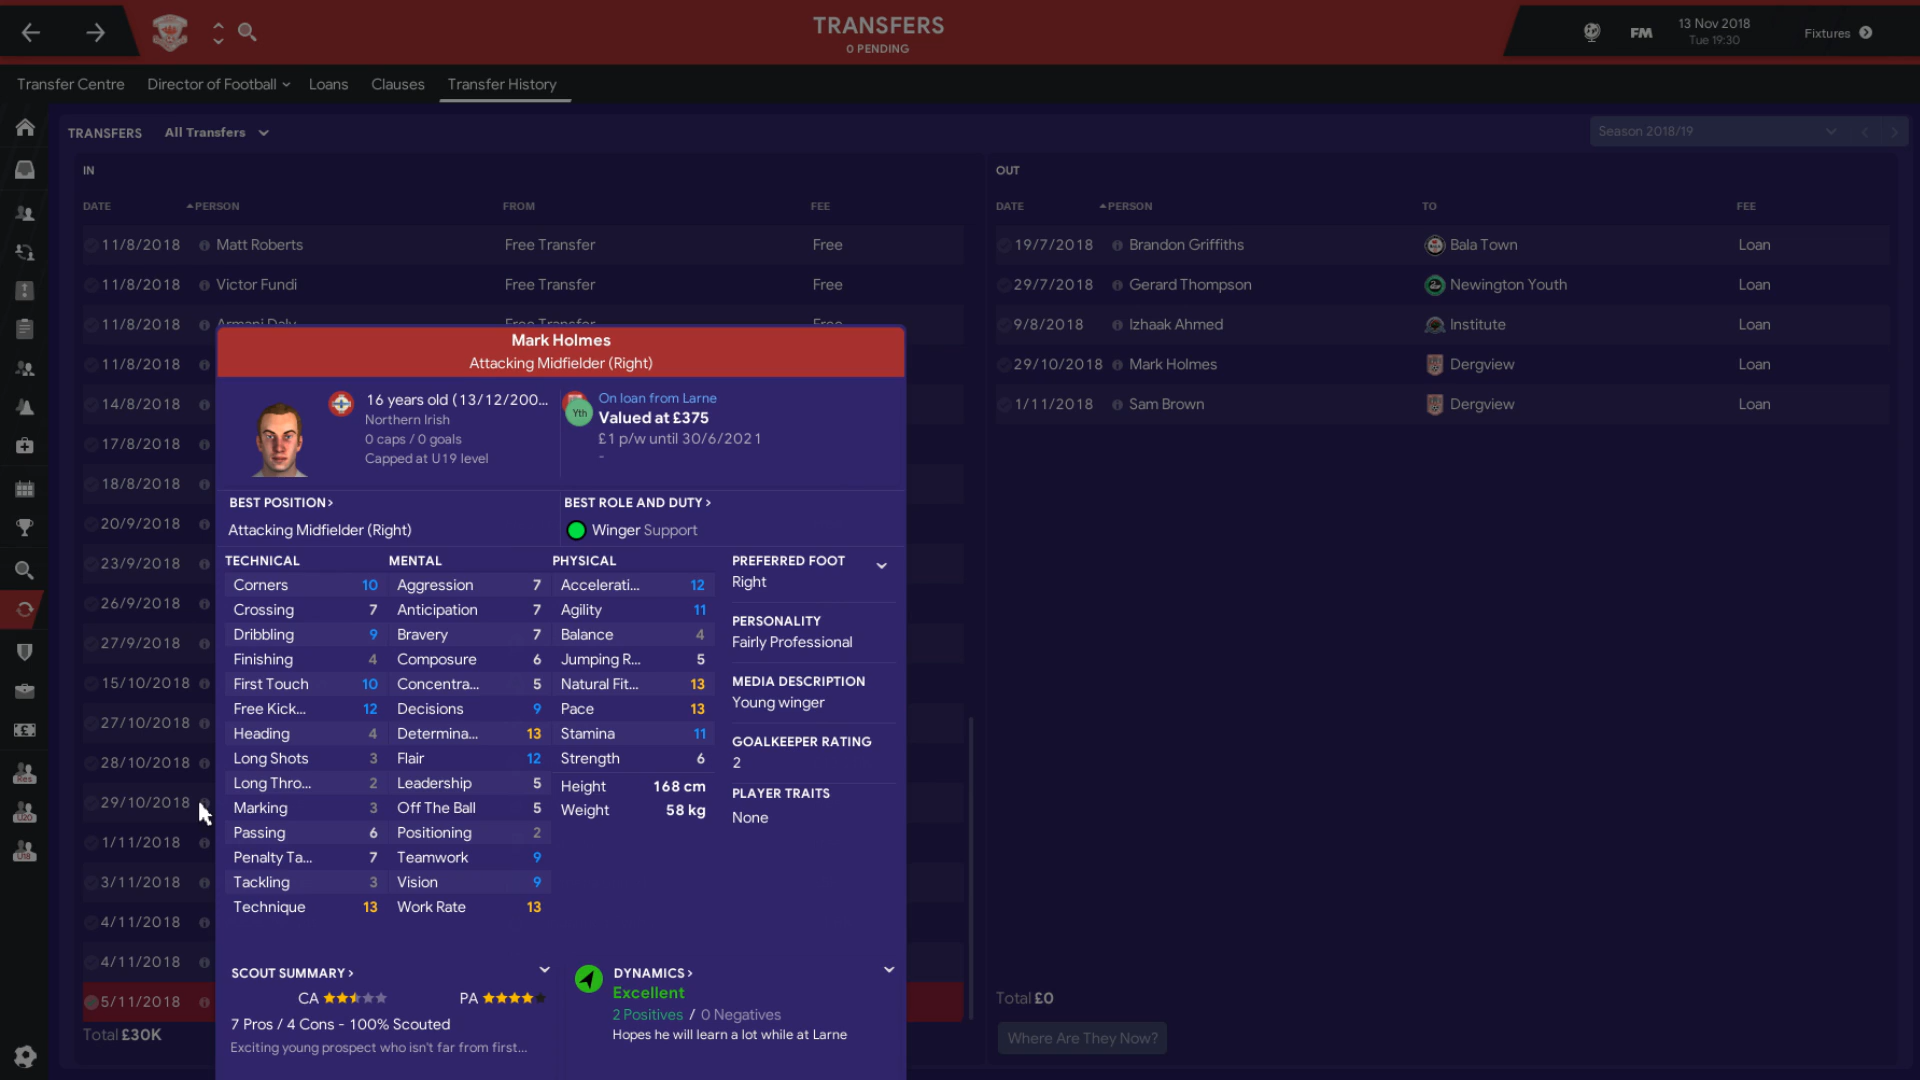 TRANSFERS
0 PENDING
FM
13 Nov 2018
Tue 19:30
Fixtures
Transfer Centre
Director of Football
Loans
Clauses
Transfer History
TRANSFERS
All Transfers
Season 2018/19
IN
DATE PERSON FROM FEE
11/8/2018 Matt Roberts Free Transfer Free
11/8/2018 Victor Fundi Free Transfer Free
11/8/2018 Armani Daly Free Transfer Free
11/8/2018
14/8/2018
17/8/2018
18/8/2018
20/9/2018
23/9/2018
26/9/2018
27/9/2018
15/10/2018
27/10/2018
28/10/2018
29/10/2018
1/11/2018
3/11/2018
4/11/2018
4/11/2018
5/11/2018
Total £30K
Res
U20
U18
Mark Holmes
Attacking Midfielder (Right)
16 years old (13/12/200...
Northern Irish
0 caps / 0 goals
Capped at U19 level
Yth
On loan from Larne
Valued at £375
£1 p/w until 30/6/2021
-
BEST POSITION>
Attacking Midfielder (Right)
BEST ROLE AND DUTY>
Winger Support
TECHNICAL
Corners 10
Crossing 7
Dribbling 9
Finishing 4
First Touch 10
Free Kick... 12
Heading 4
Long Shots 3
Long Thro... 2
Marking 3
Passing 6
Penalty Ta... 7
Tackling 3
Technique 13
MENTAL
Aggression 7
Anticipation 7
Bravery 7
Composure 6
Concentra... 5
Decisions 9
Determina... 13
Flair 12
Leadership 5
Off The Ball 5
Positioning 2
Teamwork 9
Vision 9
Work Rate 13
PHYSICAL
Accelerati... 12
Agility 11
Balance 4
Jumping R... 5
Natural Fit... 13
Pace 13
Stamina 11
Strength 6
Height 168 cm
Weight 58 kg
PREFERRED FOOT
Right
PERSONALITY
Fairly Professional
MEDIA DESCRIPTION
Young winger
GOALKEEPER RATING
2
PLAYER TRAITS
None
SCOUT SUMMARY>
CA
PA
7 Pros / 4 Cons - 100% Scouted
Exciting young prospect who isn't far from first...
DYNAMICS>
Excellent
2 Positives / 0 Negatives
Hopes he will learn a lot while at Larne
OUT
DATE PERSON TO FEE
19/7/2018 Brandon Griffiths Bala Town Loan
29/7/2018 Gerard Thompson Newington Youth Loan
9/8/2018 Izhaak Ahmed Institute Loan
29/10/2018 Mark Holmes Dergview Loan
1/11/2018 Sam Brown Dergview Loan
Total £0
Where Are They Now?